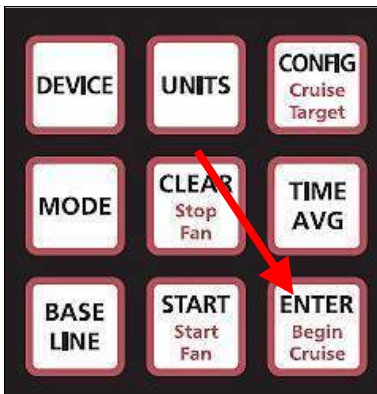 DEVICE
UNITS
CONFIG
Cruise
Target
MODE
CLEAR
Stop
Fan
TIME
AVG
BASE
LINE
START
Start
Fan
ENTER
Begin
Cruise